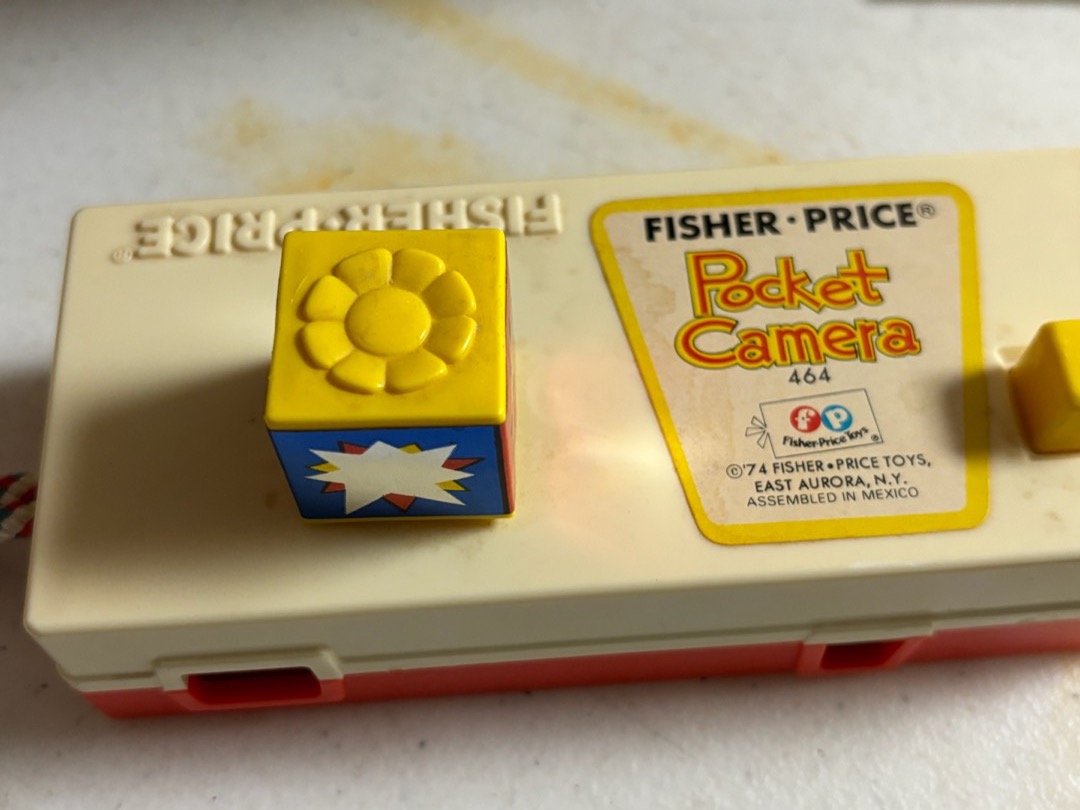 FISHER·PRICE
®
FISHER·PRICE®
Pocket
Camera
464
fp
Fisher-Price Toys®
©'74 FISHER•PRICE TOYS,
EAST AURORA, N.Y.
ASSEMBLED IN MEXICO